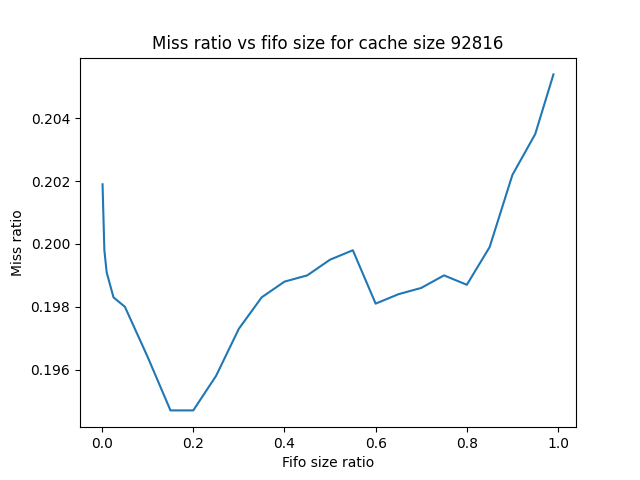 Miss ratio vs fifo size for cache size 92816
0.204
0.202
0.200
0.198
0.196
Miss ratio
0.0 0.2 0.4 0.6 0.8 1.0
Fifo size ratio